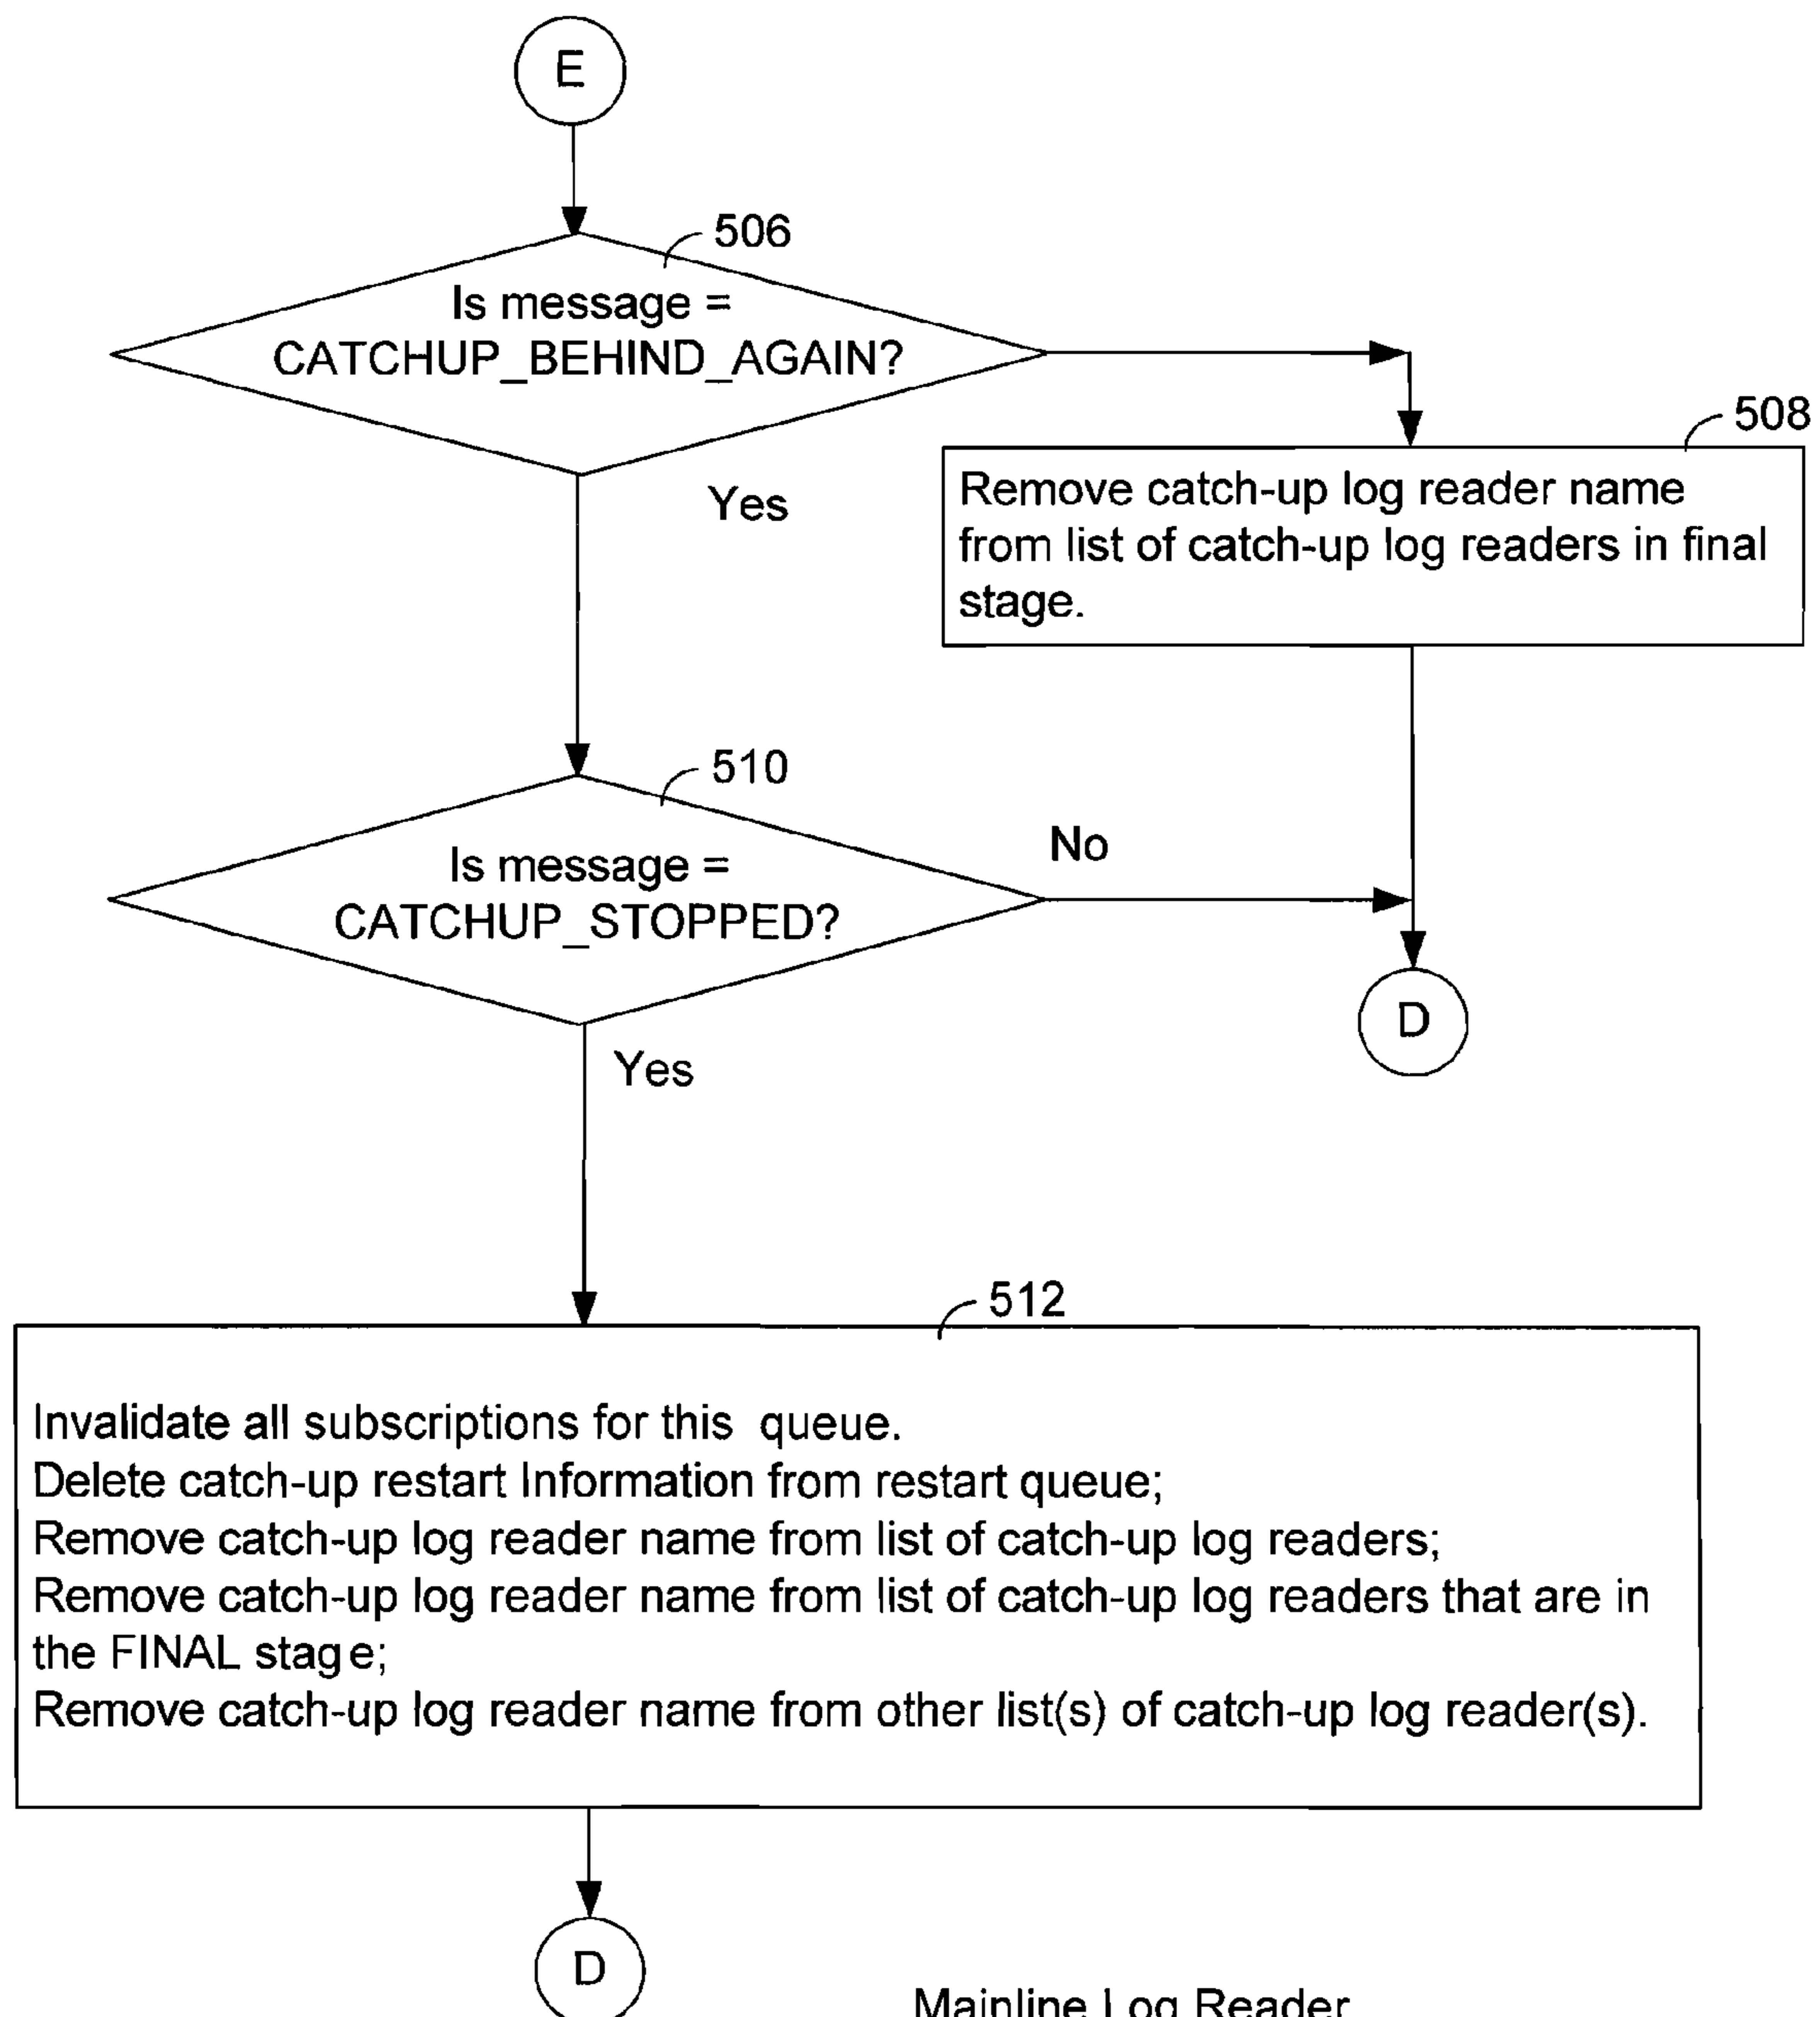 E
506
Is message =
CATCHUP_BEHIND_AGAIN?
508
Yes
Remove catch-up log reader name
from list of catch-up log readers in final
stage.
510
No
Is message =
CATCHUP_STOPPED?
D
Yes
512
Invalidate all subscriptions for this queue.
Delete catch-up restart Information from restart queue;
Remove catch-up log reader name from list of catch-up log readers;
Remove catch-up log reader name from list of catch-up log readers that are in
the FINAL stage;
Remove catch-up log reader name from other list(s) of catch-up log reader(s).
D
Mainline Log Reader